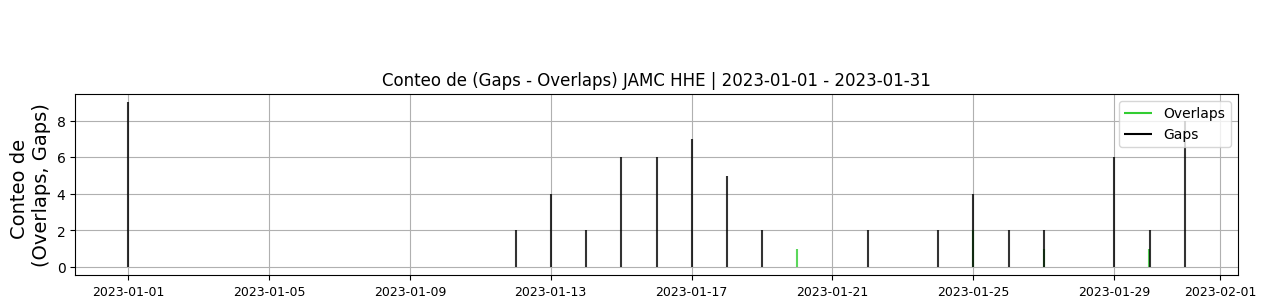 Conteo de (Gaps - Overlaps) JAMC HHE | 2023-01-01 - 2023-01-31
Conteo de
(Overlaps, Gaps)
8
6
4
2
0
Overlaps
Gaps
2023-01-01 2023-01-05 2023-01-09 2023-01-13 2023-01-17 2023-01-21 2023-01-25 2023-01-29 2023-02-01